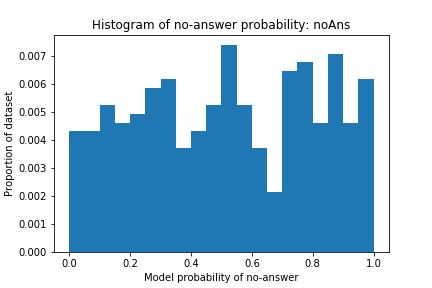 Histogram of no-answer probability: noAns
Proportion of dataset
0.007
0.006
0.005
0.004
0.003
0.002
0.001
0.000
0.0 0.2 0.4 0.6 0.8 1.0
Model probability of no-answer